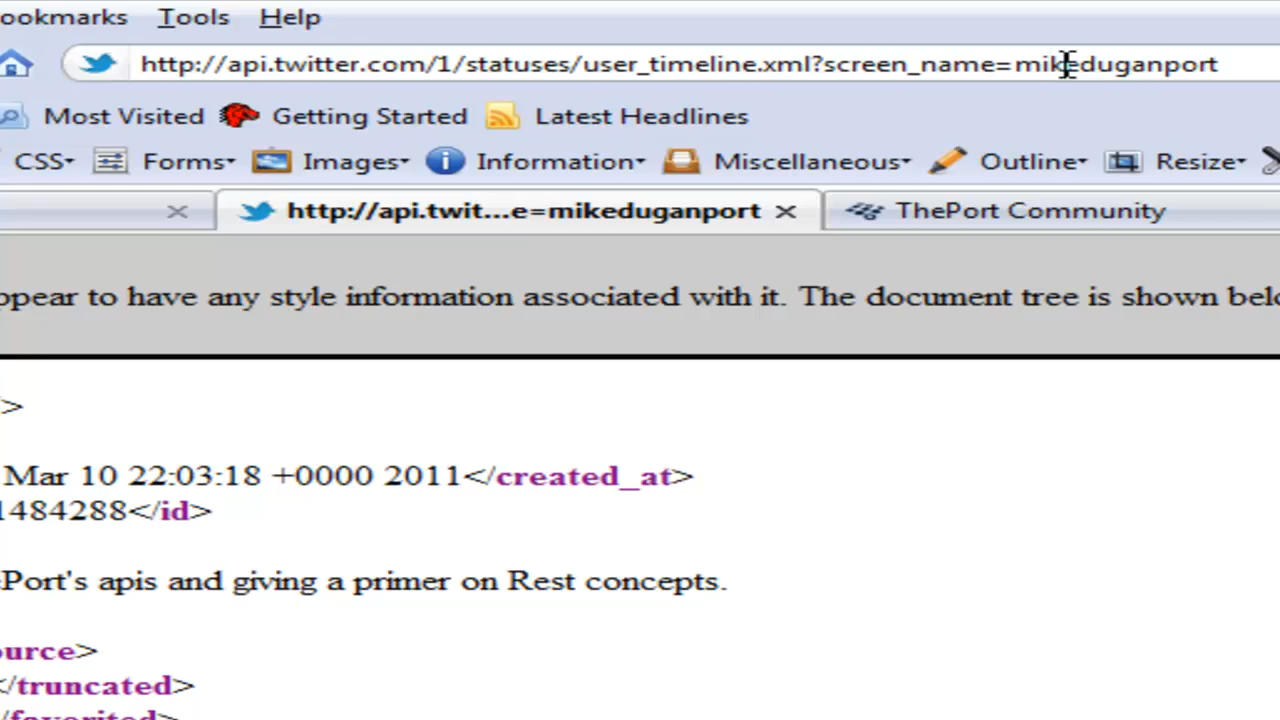 ookmarks Tools Help
http://api.twitter.com/1/statuses/user_timeline.xml?screen_name=mikeduganport
Most Visited Getting Started Latest Headlines
CSS Forms Images Information Miscellaneous Outline Resize
http://api.twit...e=mikeduganport ThePort Community
ppear to have any style information associated with it. The document tree is shown belo
>
Mar 10 22:03:18 +0000 2011</created_at>
1484288</id>
ePort's apis and giving a primer on Rest concepts.
ource>
</truncated>
</favorited>